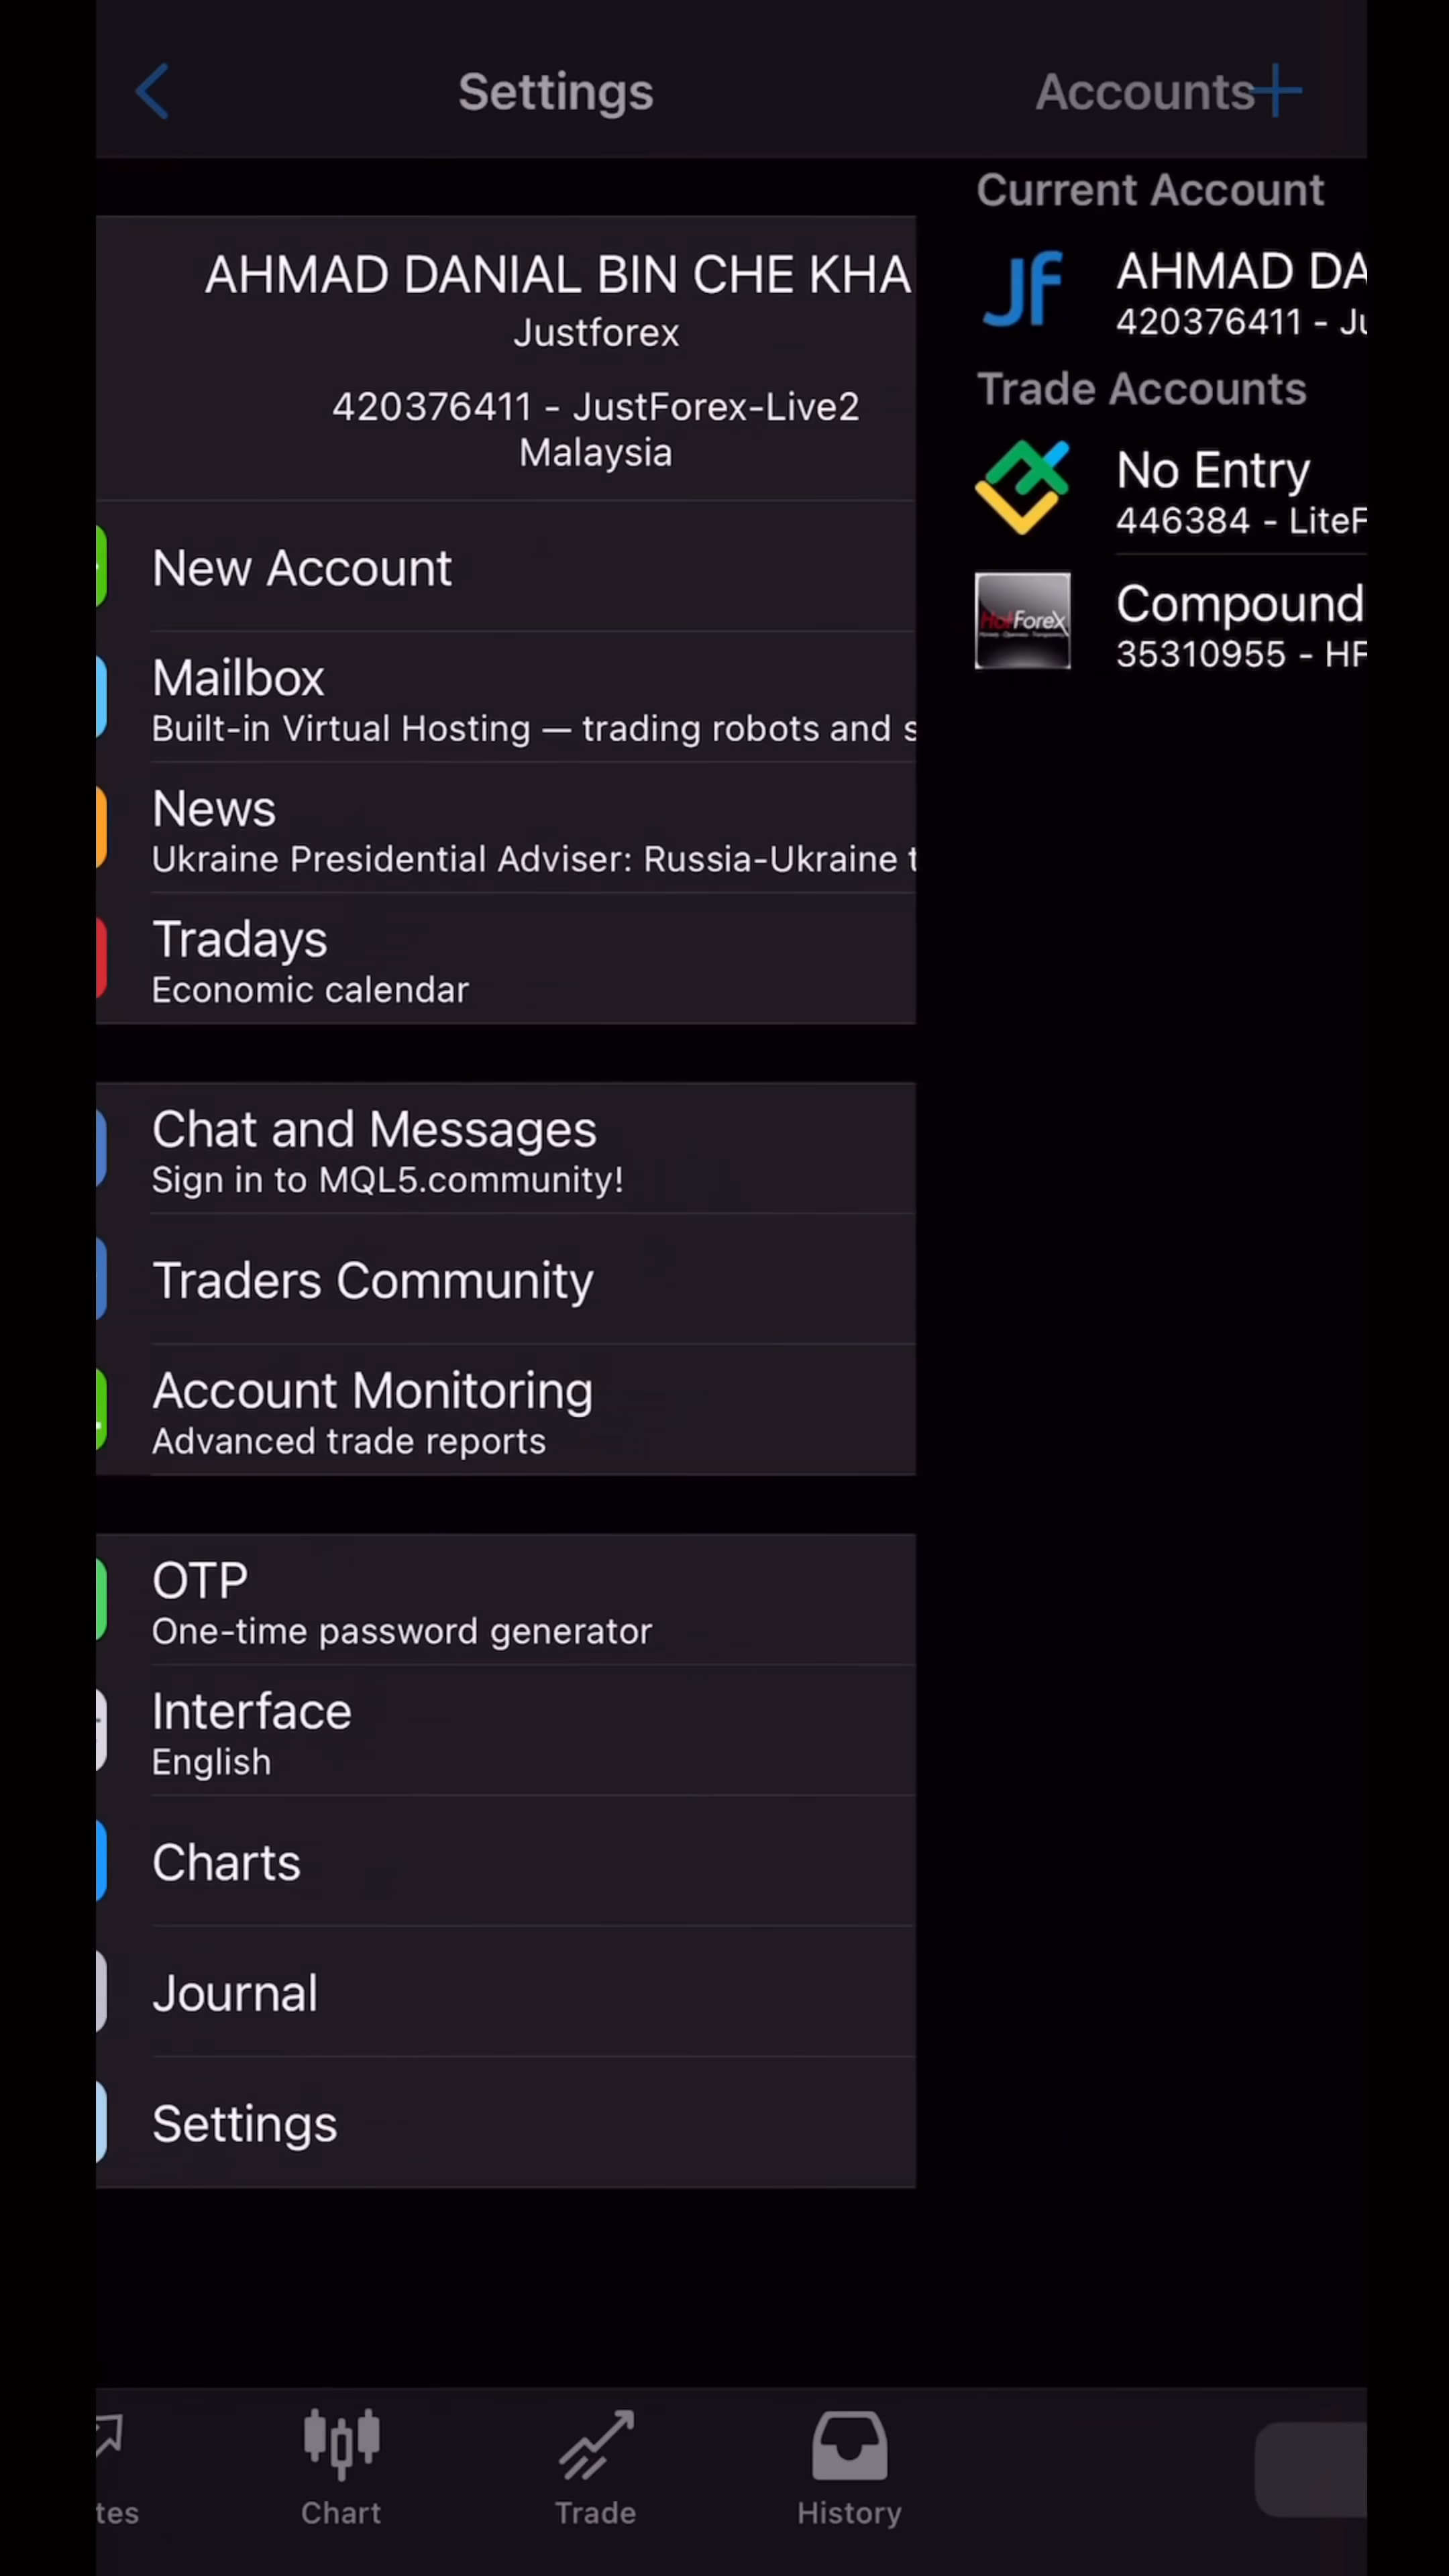 Settings
Accounts
AHMAD DANIAL BIN CHE KHA
Justforex
420376411 - JustForex-Live2
Malaysia
New Account
Mailbox
Built-in Virtual Hosting — trading robots and s
News
Ukraine Presidential Adviser: Russia-Ukraine t
Tradays
Economic calendar
Chat and Messages
Sign in to MQL5.community!
Traders Community
Account Monitoring
Advanced trade reports
OTP
One-time password generator
Interface
English
Charts
Journal
Settings
Current Account
Jf
AHMAD DA
420376411 - Ju
Trade Accounts
No Entry
446384 - LiteF
HotForex
Compound
35310955 - HF
tes
Chart
Trade
History